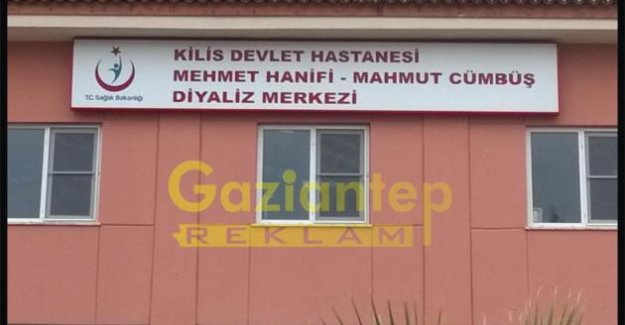 KİLİS DEVLET HASTANESİ
MEHMET HANİFİ - MAHMUT CÜMBÜŞ
DİYALİZ MERKEZİ
T.C. Sağlık Bakanlığı
Gaziantep
REKLAM